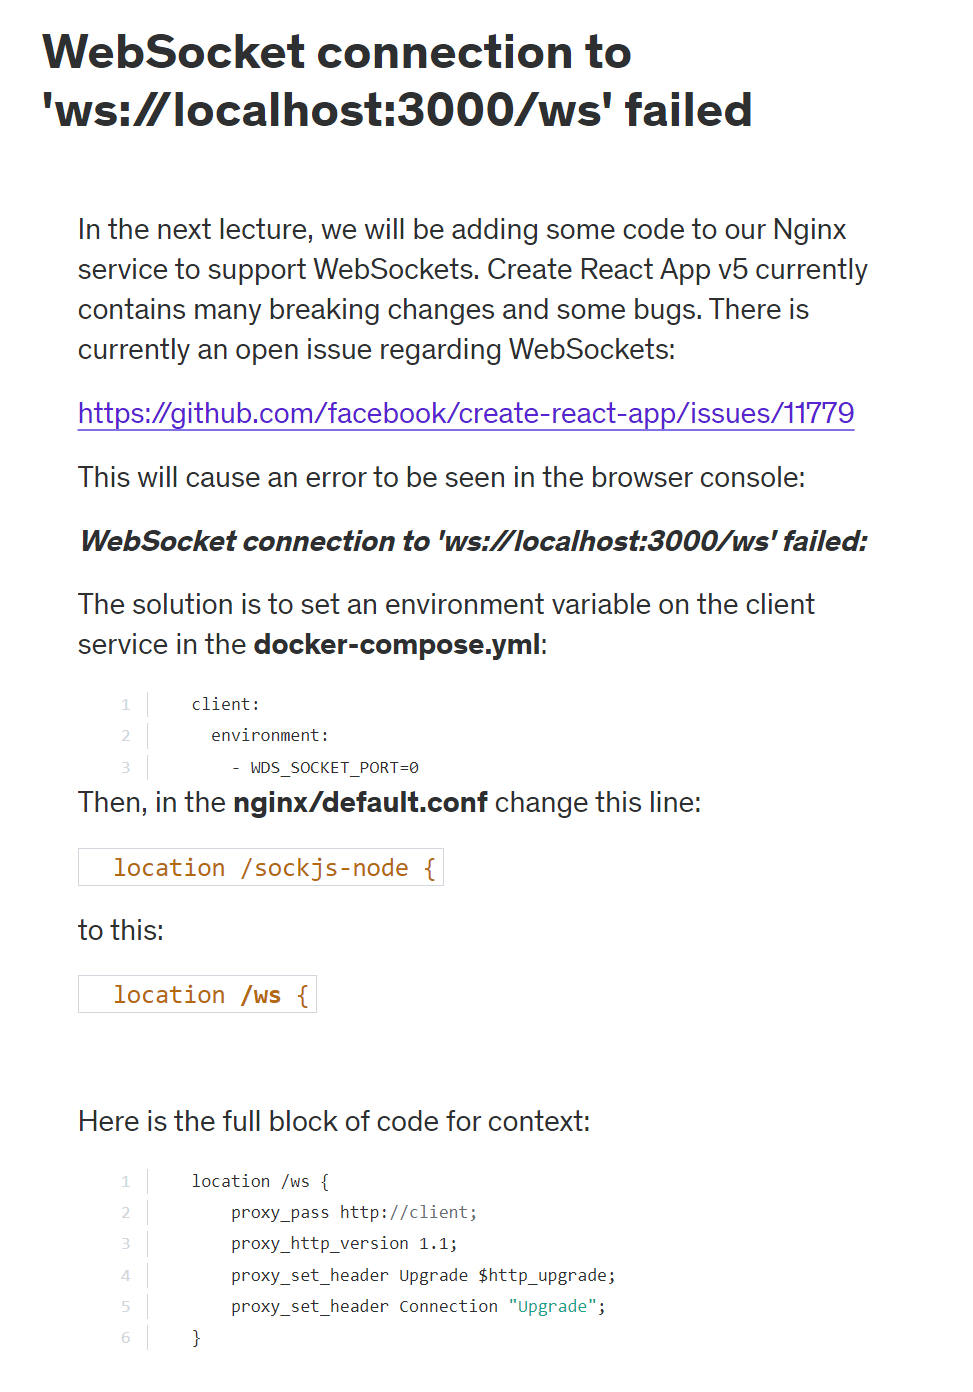 WebSocket connection to
'ws://localhost:3000/ws' failed
In the next lecture, we will be adding some code to our Nginx
service to support WebSockets. Create React App v5 currently
contains many breaking changes and some bugs. There is
currently an open issue regarding WebSockets:
https://github.com/facebook/create-react-app/issues/11779
This will cause an error to be seen in the browser console:
WebSocket connection to 'ws://localhost:3000/ws' failed:
The solution is to set an environment variable on the client
service in the docker-compose.yml:
1 client:
2 environment:
3 - WDS_SOCKET_PORT=0
Then, in the nginx/default.conf change this line:
location /sockjs-node {
to this:
location /ws {
Here is the full block of code for context:
1 location /ws {
2 proxy_pass http://client;
3 proxy_http_version 1.1;
4 proxy_set_header Upgrade $http_upgrade;
5 proxy_set_header Connection "Upgrade";
6 }